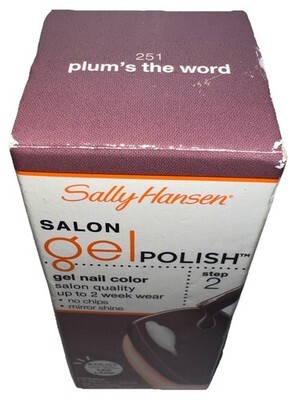 251
plum's the word
Sally Hansen®
SALON
gel POLISH™
gel nail color
salon quality
up to 2 week wear
• no chips
• mirror shine
step
2